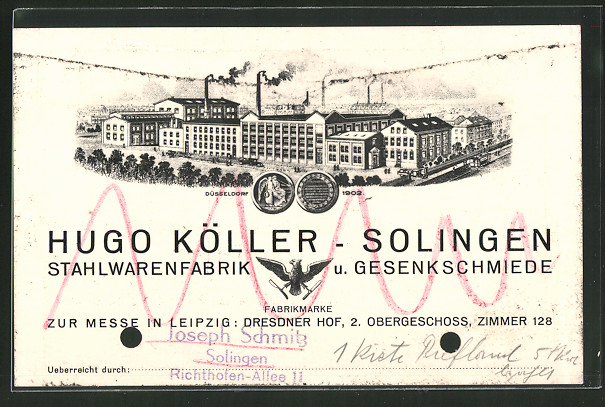 DÜSSELDORF 1902.
HUGO KÖLLER - SOLINGEN
STAHLWARENFABRIK u. GESENKSCHMIEDE
FABRIKMARKE
ZUR MESSE IN LEIPZIG: DRESDNER HOF, 2. OBERGESCHOSS, ZIMMER 128
Joseph Schmitz
Solingen
Richthofen-Allee 11
1 Kiste
Ueberreicht durch: